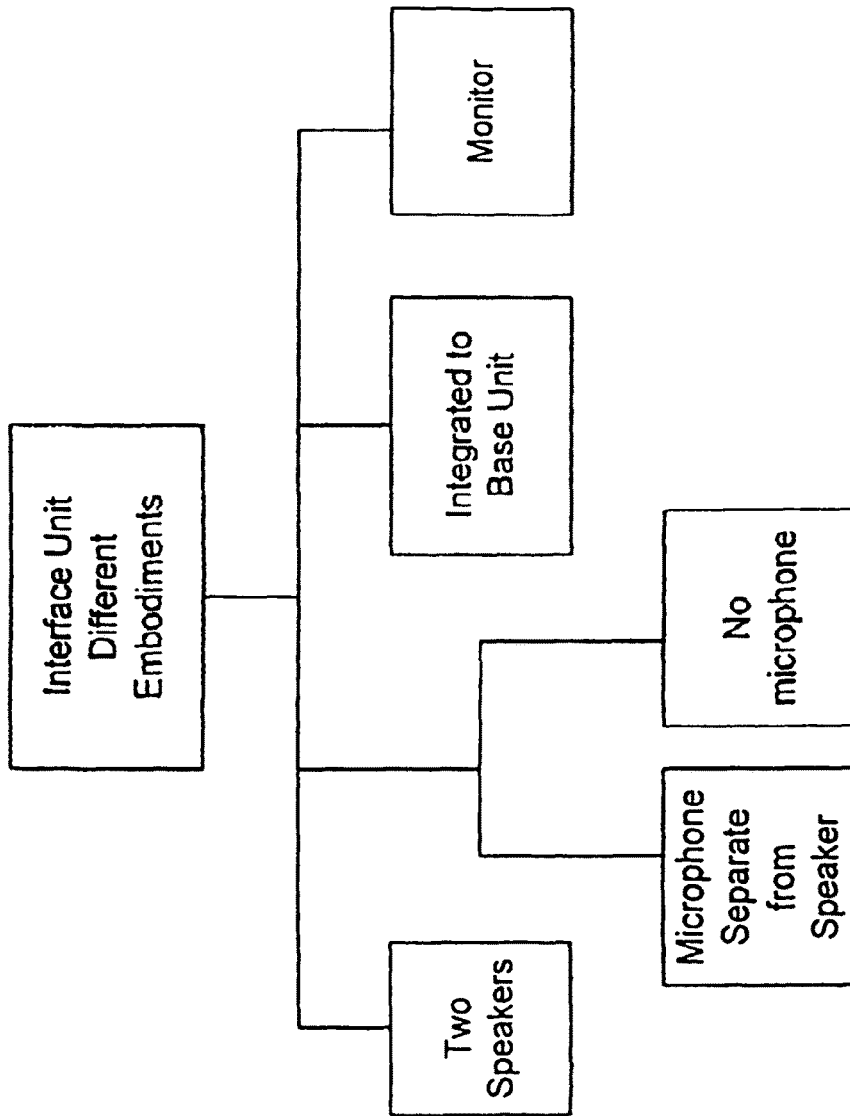 Interface Unit
Different
Embodiments
Two
Speakers
Integrated to
Base Unit
Monitor
Microphone
Separate
from
Speaker
No
microphone